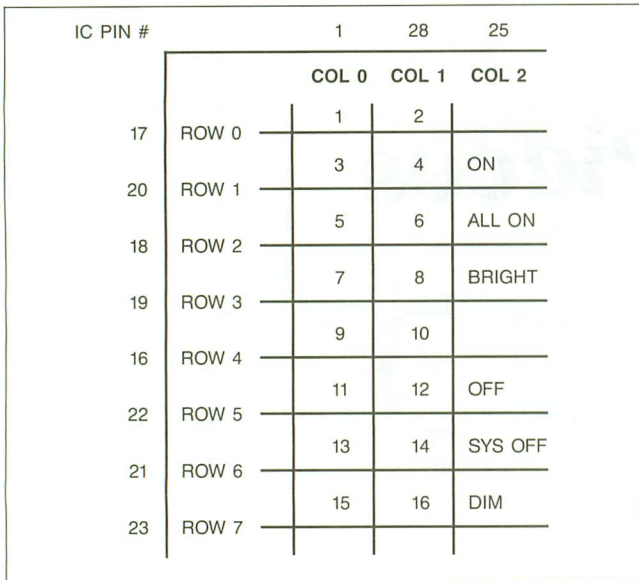 IC PIN # 1 28 25
COL 0 COL 1 COL 2
1 2
17 ROW 0
3 4 ON
20 ROW 1
5 6 ALL ON
18 ROW 2
7 8 BRIGHT
19 ROW 3
9 10
16 ROW 4
11 12 OFF
22 ROW 5
13 14 SYS OFF
21 ROW 6
15 16 DIM
23 ROW 7